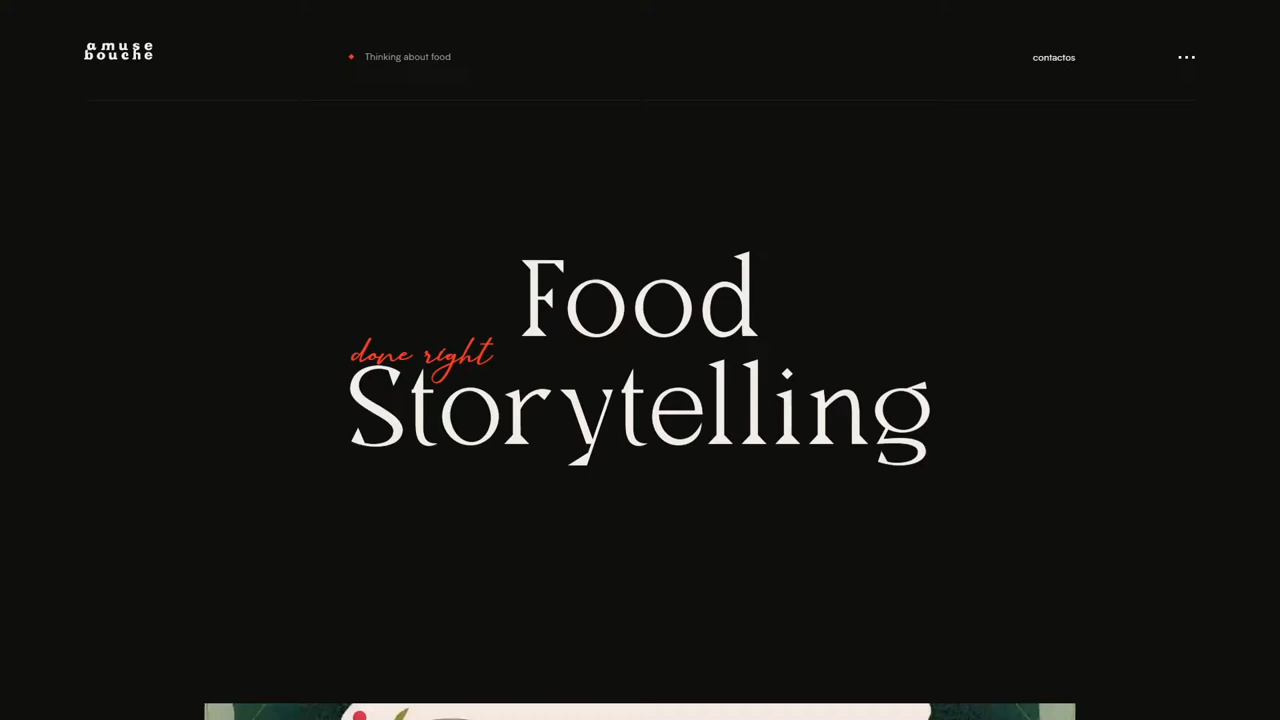 amuse
bouche
Thinking about food
contactos
Food
done right
Storytelling